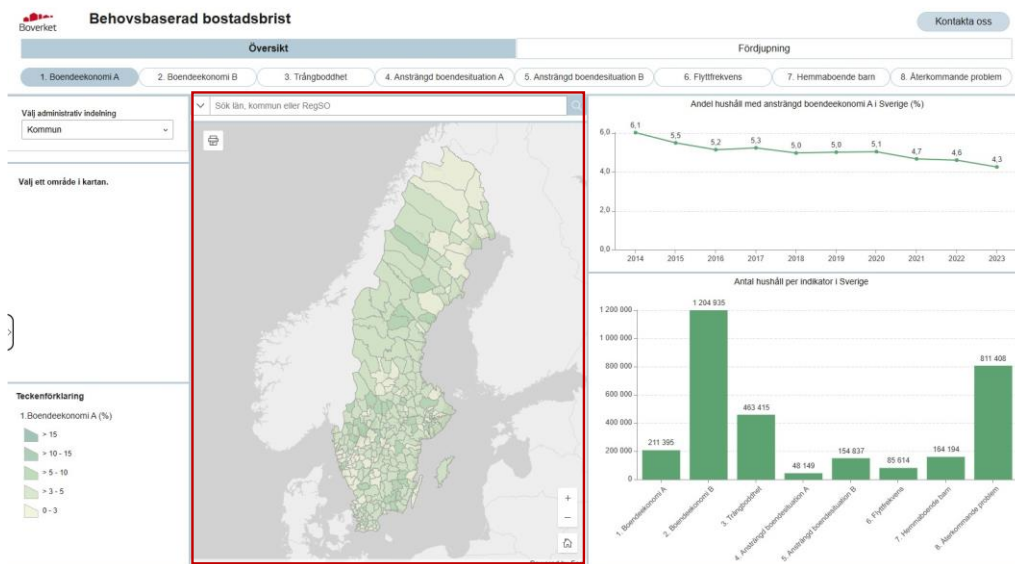 Boverket
Behovsbaserad bostadsbrist
Kontakta oss
Översikt
Fördjupning
1. Boendeekonomi A
2. Boendeekonomi B
3. Trångboddhet
4. Ansträngd boendesituation A
5. Ansträngd boendesituation B
6. Flyttfrekvens
7. Hemmaboende barn
8. Återkommande problem
Välj administrativ indelning
Kommun
Välj ett område i kartan.
Teckenförklaring
1.Boendeekonomi A (%)
> 15
> 10 - 15
> 5 - 10
> 3 - 5
0 - 3
Sök län, kommun eller RegSO
+
−
Andel hushåll med ansträngd boendeekonomi A i Sverige (%)
6,1
5,5
5,2
5,3
5,0
5,0
5,1
4,7
4,6
4,3
6,0
4,0
2,0
0,0
2014 2015 2016 2017 2018 2019 2020 2021 2022 2023
Antal hushåll per indikator i Sverige
1 200 000
1 000 000
800 000
600 000
400 000
200 000
0
211 395
1 204 935
463 415
48 149
154 837
85 614
164 194
811 408
1. Boendeekonomi A
2. Boendeekonomi B
3. Trångboddhet
4. Ansträngd boendesituation A
5. Ansträngd boendesituation B
6. Flyttfrekvens
7. Hemmaboende barn
8. Återkommande problem